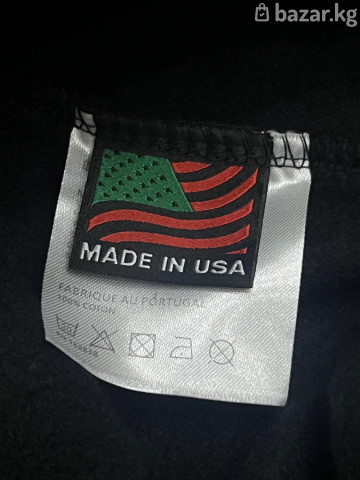 bazar.kg
MADE IN USA
FABRIQUE AU PORTUGAL
100% COTON